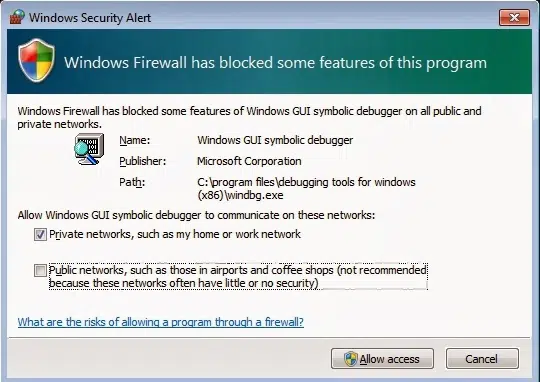 Windows Security Alert
Windows Firewall has blocked some features of this program
Windows Firewall has blocked some features of Windows GUI symbolic debugger on all public and
private networks.
Name: Windows GUI symbolic debugger
Publisher: Microsoft Corporation
Path: C:\program files\debugging tools for windows
(x86)\windbg.exe
Allow Windows GUI symbolic debugger to communicate on these networks:
Private networks, such as my home or work network
Public networks, such as those in airports and coffee shops (not recommended
because these networks often have little or no security)
What are the risks of allowing a program through a firewall?
Allow access Cancel